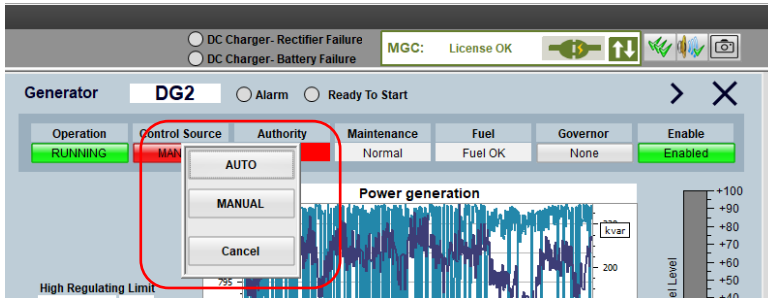 DC Charger- Rectifier Failure
DC Charger- Battery Failure
MGC: License OK
Generator DG2 Alarm Ready To Start
Operation Control Source Authority Maintenance Fuel Governor Enable
RUNNING Normal Fuel OK None Enabled
AUTO
MANUAL
Cancel
Power generation
kvar
200
795
High Regulating Limit
+100
+90
+80
+70
+60
+50
+40